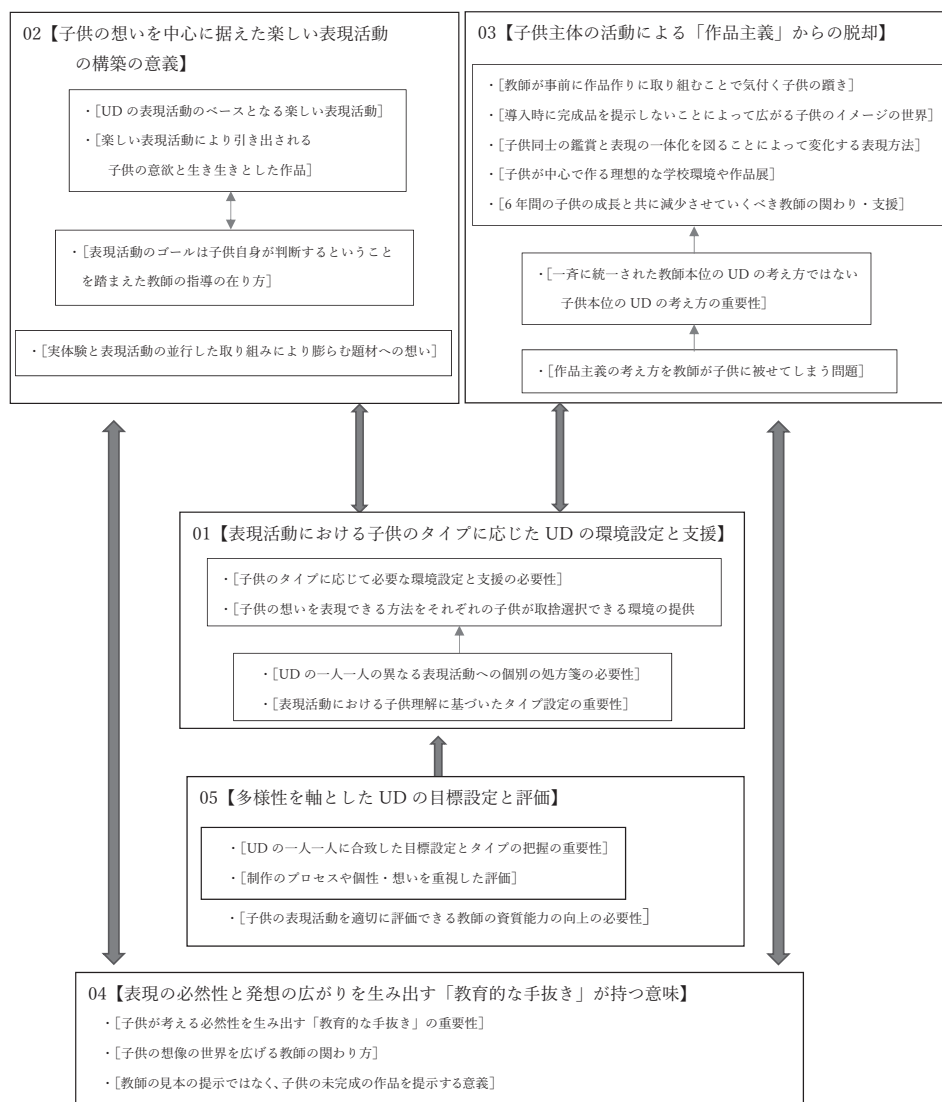 02【子供の想いを中心に据えた楽しい表現活動
の構築の意義】
・[UD の表現活動のベースとなる楽しい表現活動]
・[楽しい表現活動により引き出される
子供の意欲と生き生きとした作品]
・[表現活動のゴールは子供自身が判断するということ
を踏まえた教師の指導の在り方]
・[実体験と表現活動の並行した取り組みにより膨らむ題材への想い]
03【子供主体の活動による「作品主義」からの脱却】
・[教師が事前に作品作りに取り組むことで気付く子供の躓き]
・[導入時に完成品を提示しないことによって広がる子供のイメージの世界]
・[子供同士の鑑賞と表現の一体化を図ることによって変化する表現方法]
・[子供が中心で作る理想的な学校環境や作品展]
・[6 年間の子供の成長と共に減少させていくべき教師の関わり・支援]
・[一斉に統一された教師本位の UD の考え方ではない
子供本位の UD の考え方の重要性]
・[作品主義の考え方を教師が子供に被せてしまう問題]
01【表現活動における子供のタイプに応じた UD の環境設定と支援】
・[子供のタイプに応じて必要な環境設定と支援の必要性]
・[子供の想いを表現できる方法をそれぞれの子供が取捨選択できる環境の提供
・[UD の一人一人の異なる表現活動への個別の処方箋の必要性]
・[表現活動における子供理解に基づいたタイプ設定の重要性]
05【多様性を軸とした UD の目標設定と評価】
・[UD の一人一人に合致した目標設定とタイプの把握の重要性]
・[制作のプロセスや個性・想いを重視した評価]
・[子供の表現活動を適切に評価できる教師の資質能力の向上の必要性]
04【表現の必然性と発想の広がりを生み出す「教育的な手抜き」が持つ意味】
・[子供が考える必然性を生み出す「教育的な手抜き」の重要性]
・[子供の想像の世界を広げる教師の関わり方]
・[教師の見本の提示ではなく、子供の未完成の作品を提示する意義]